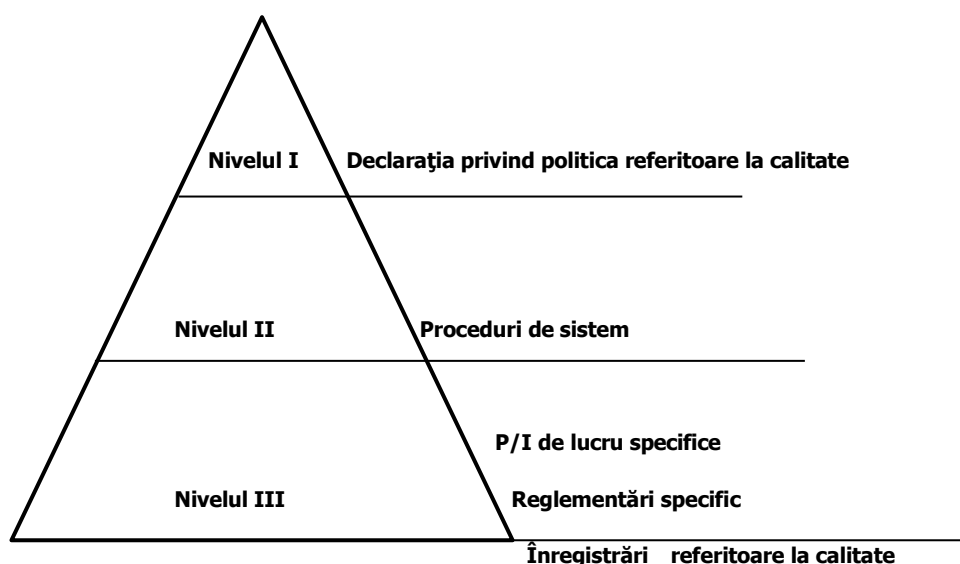 Nivelul I Declaraţia privind politica referitoare la calitate
Nivelul II Proceduri de sistem
P/I de lucru specifice
Nivelul III Reglementări specific
Înregistrări referitoare la calitate